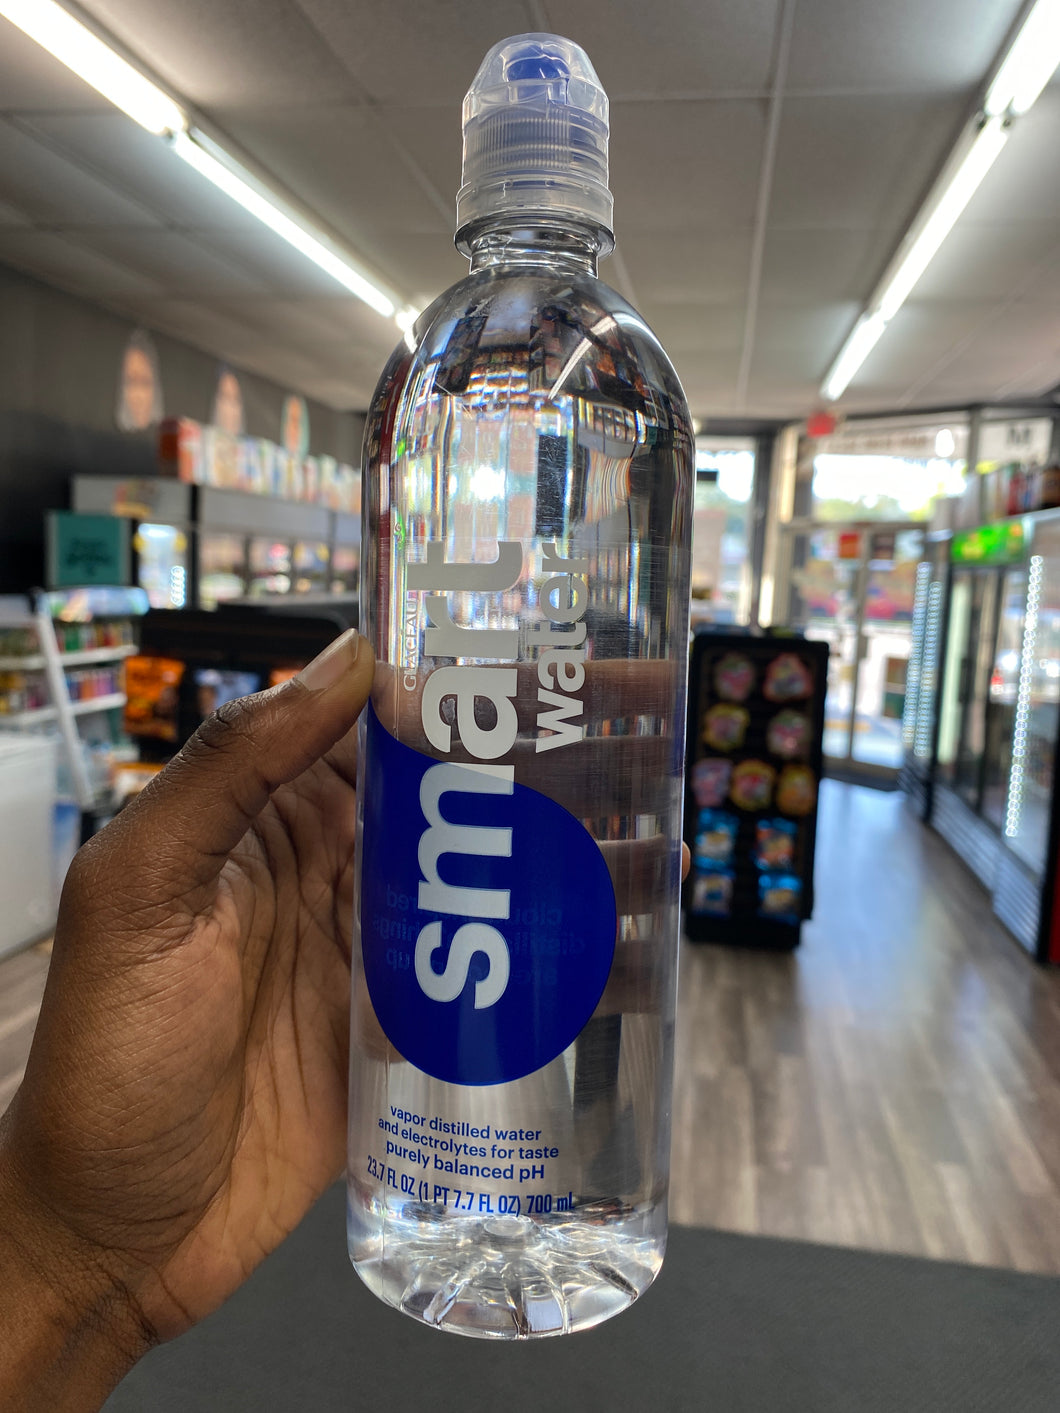 GLACÉAU
smart
water
vapor distilled water
and electrolytes for taste
purely balanced pH
23.7 FL OZ (1 PT 7.7 FL OZ) 700 mL